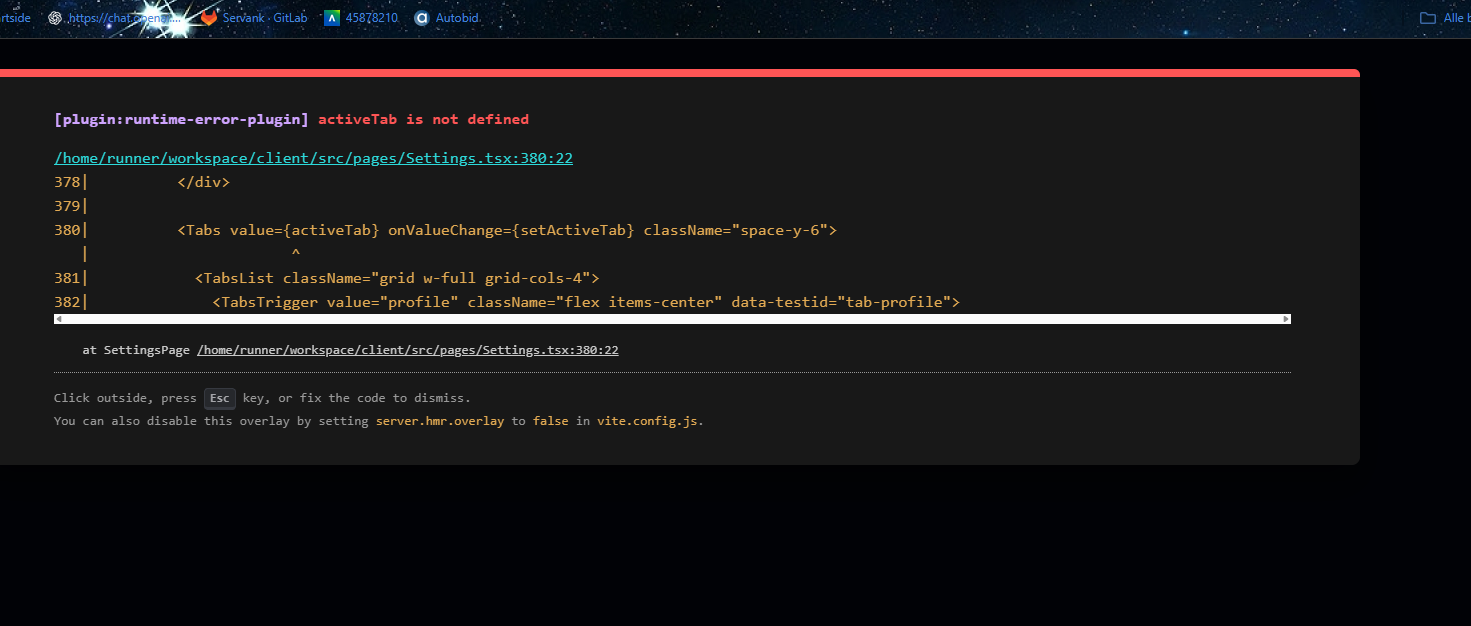 rtside https://chat.openai.... Servank · GitLab 45878210 Autobid Alle b
[plugin:runtime-error-plugin] activeTab is not defined
/home/runner/workspace/client/src/pages/Settings.tsx:380:22
378|          </div>
379|
380|          <Tabs value={activeTab} onValueChange={setActiveTab} className="space-y-6">
   |                       ^
381|            <TabsList className="grid w-full grid-cols-4">
382|              <TabsTrigger value="profile" className="flex items-center" data-testid="tab-profile">
at SettingsPage /home/runner/workspace/client/src/pages/Settings.tsx:380:22
Click outside, press Esc key, or fix the code to dismiss.
You can also disable this overlay by setting server.hmr.overlay to false in vite.config.js.